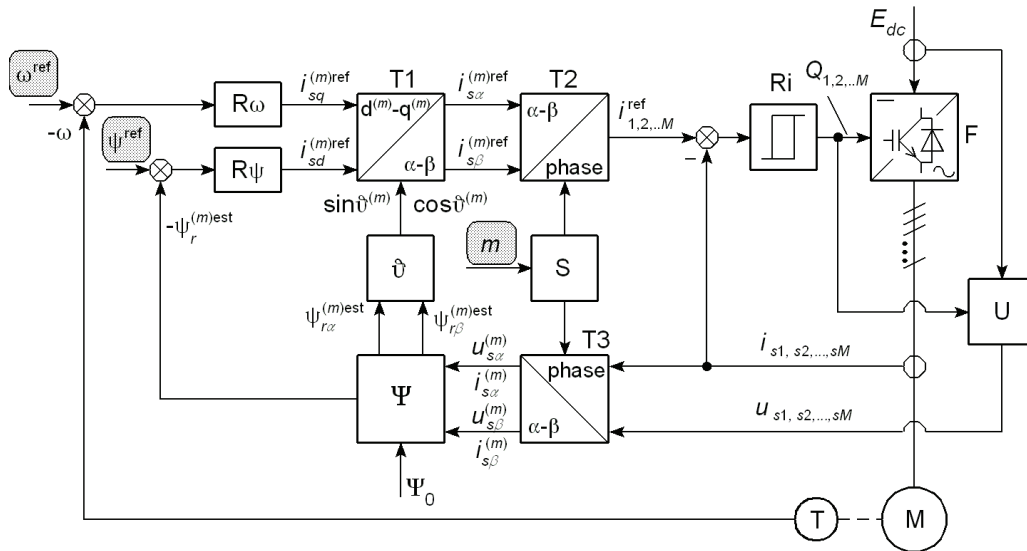 E_dc
ω^ref
-ω
Rω
i_sq^(m)ref
T1
d^(m)-q^(m)
α-β
i_sα^(m)ref
T2
α-β
phase
i_1,2,..M^ref
-
Ri
Q_1,2,..M
F
ψ^ref
Rψ
i_sd^(m)ref
i_sβ^(m)ref
-ψ_r^(m)est
sinϑ^(m)
cosϑ^(m)
m
ϑ
S
U
ψ_rα^(m)est
ψ_rβ^(m)est
T3
phase
α-β
Ψ
u_sα^(m)
i_sα^(m)
u_sβ^(m)
i_sβ^(m)
i_s1, s2,...,sM
u_s1, s2,...,sM
Ψ_0
T
M